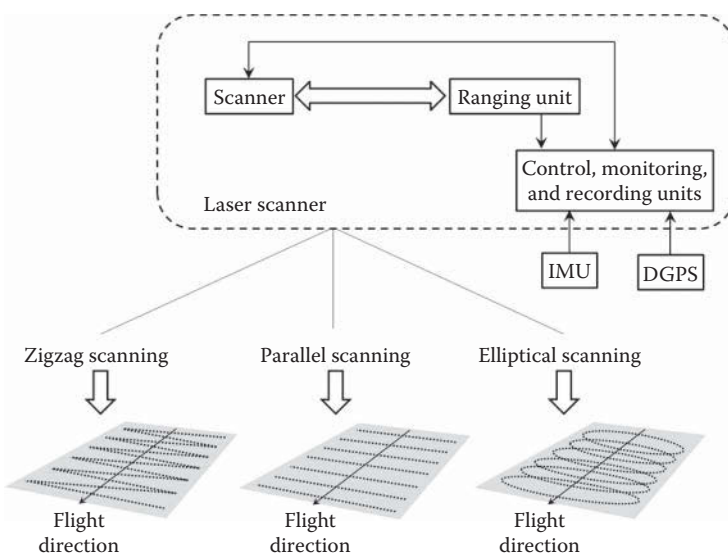 Scanner
Ranging unit
Control, monitoring,
and recording units
Laser scanner
IMU
DGPS
Zigzag scanning
Parallel scanning
Elliptical scanning
Flight
direction
Flight
direction
Flight
direction